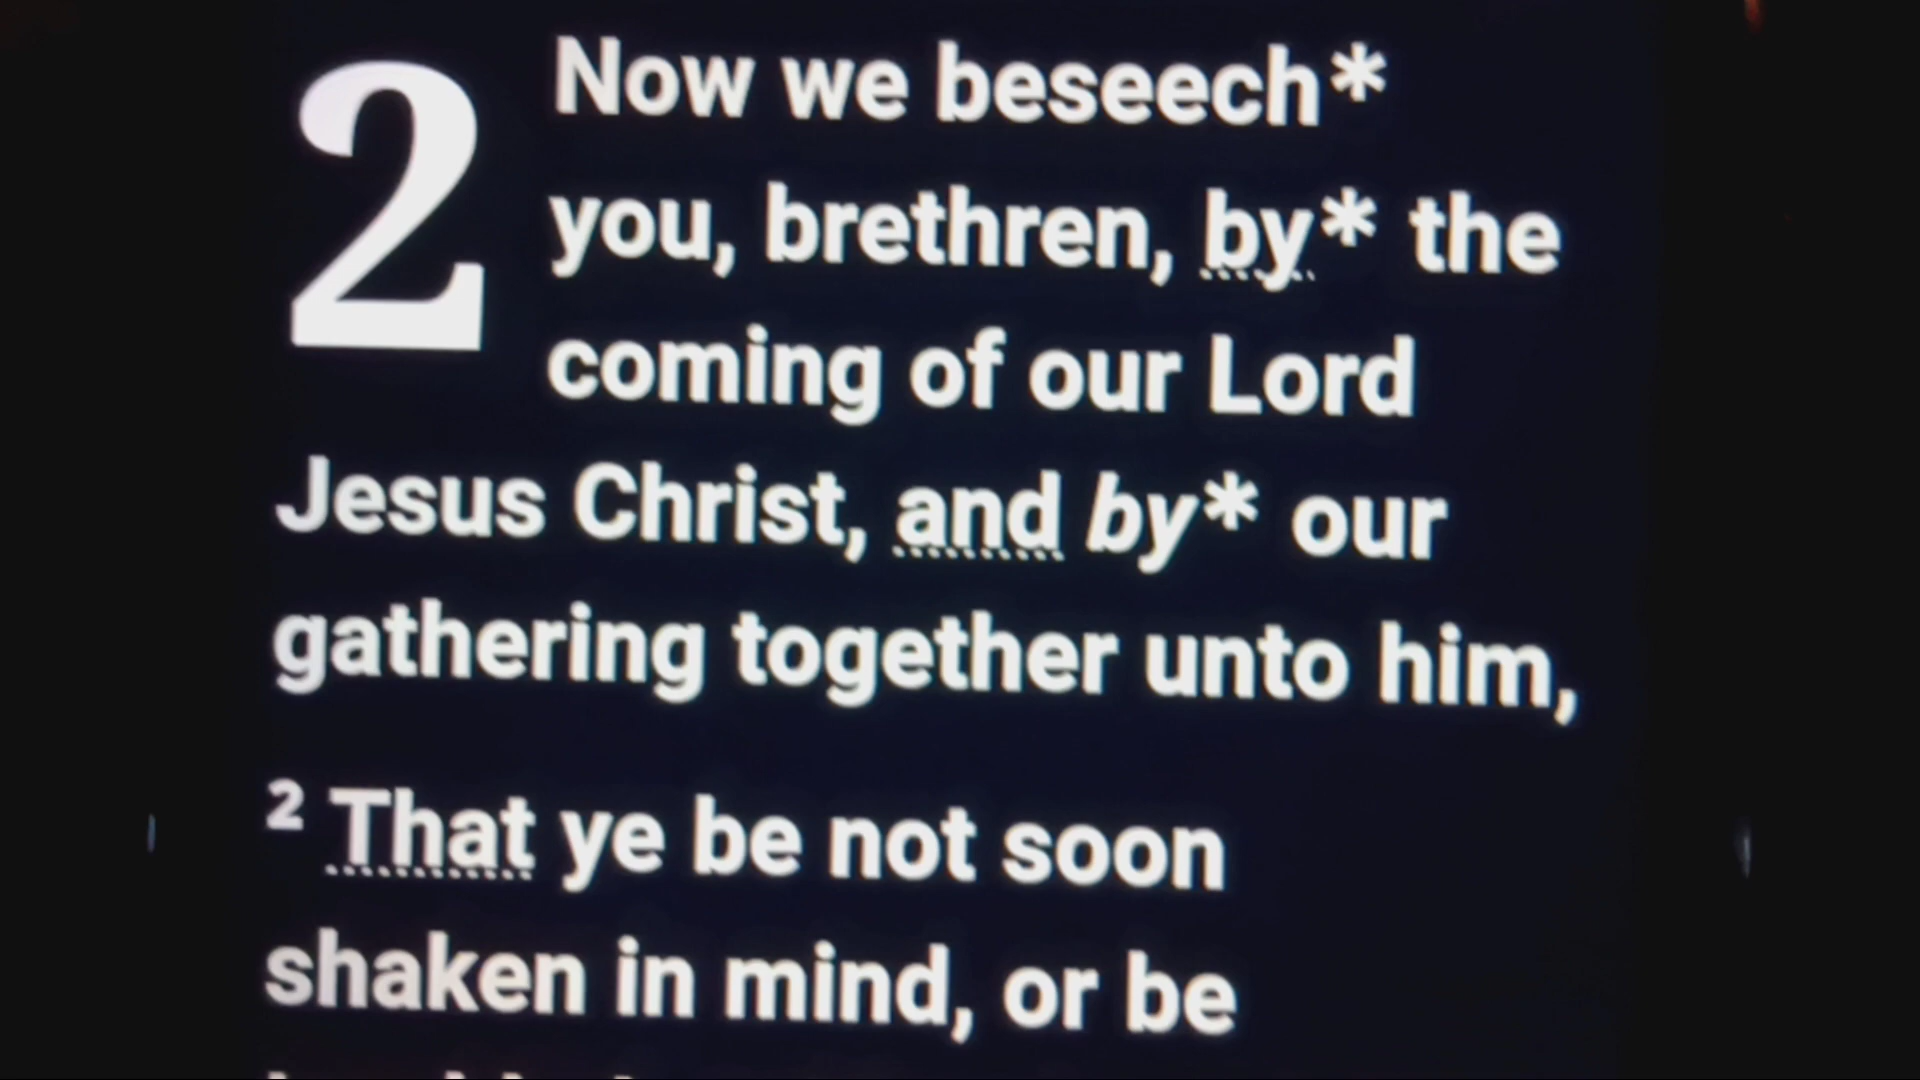 2 Now we beseech*
you, brethren, by* the
coming of our Lord
Jesus Christ, and by* our
gathering together unto him,
2 That ye be not soon
shaken in mind, or be